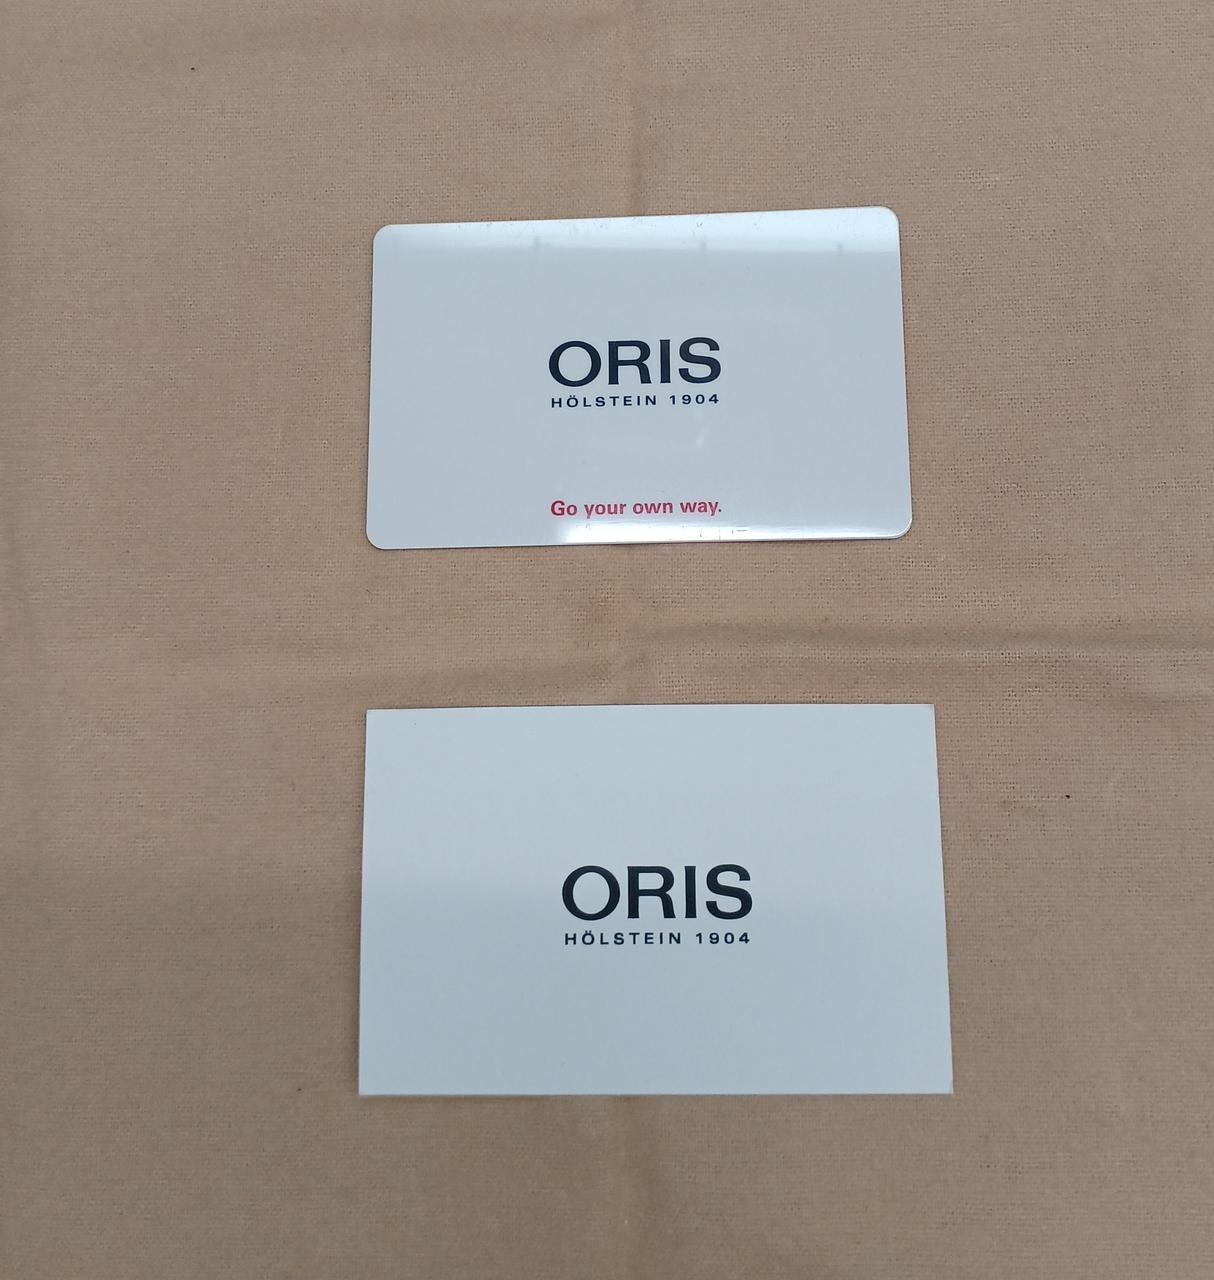 ORIS
HÖLSTEIN 1904
Go your own way.
ORIS
HÖLSTEIN 1904